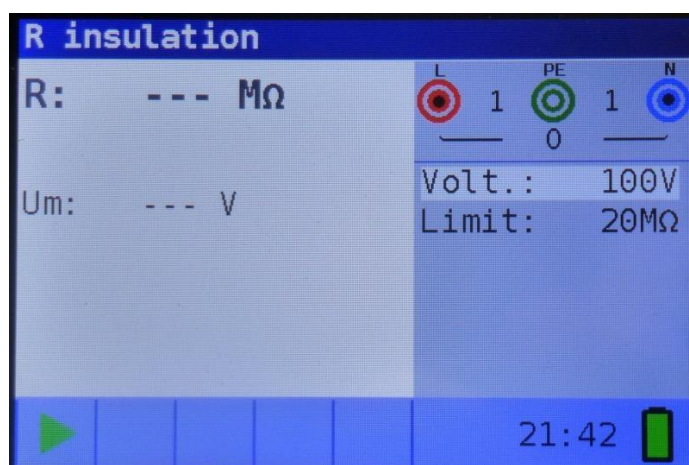 R insulation
R: --- MΩ
L PE N
1 1
0
Um: --- V
Volt.: 100V
Limit: 20MΩ
21:42